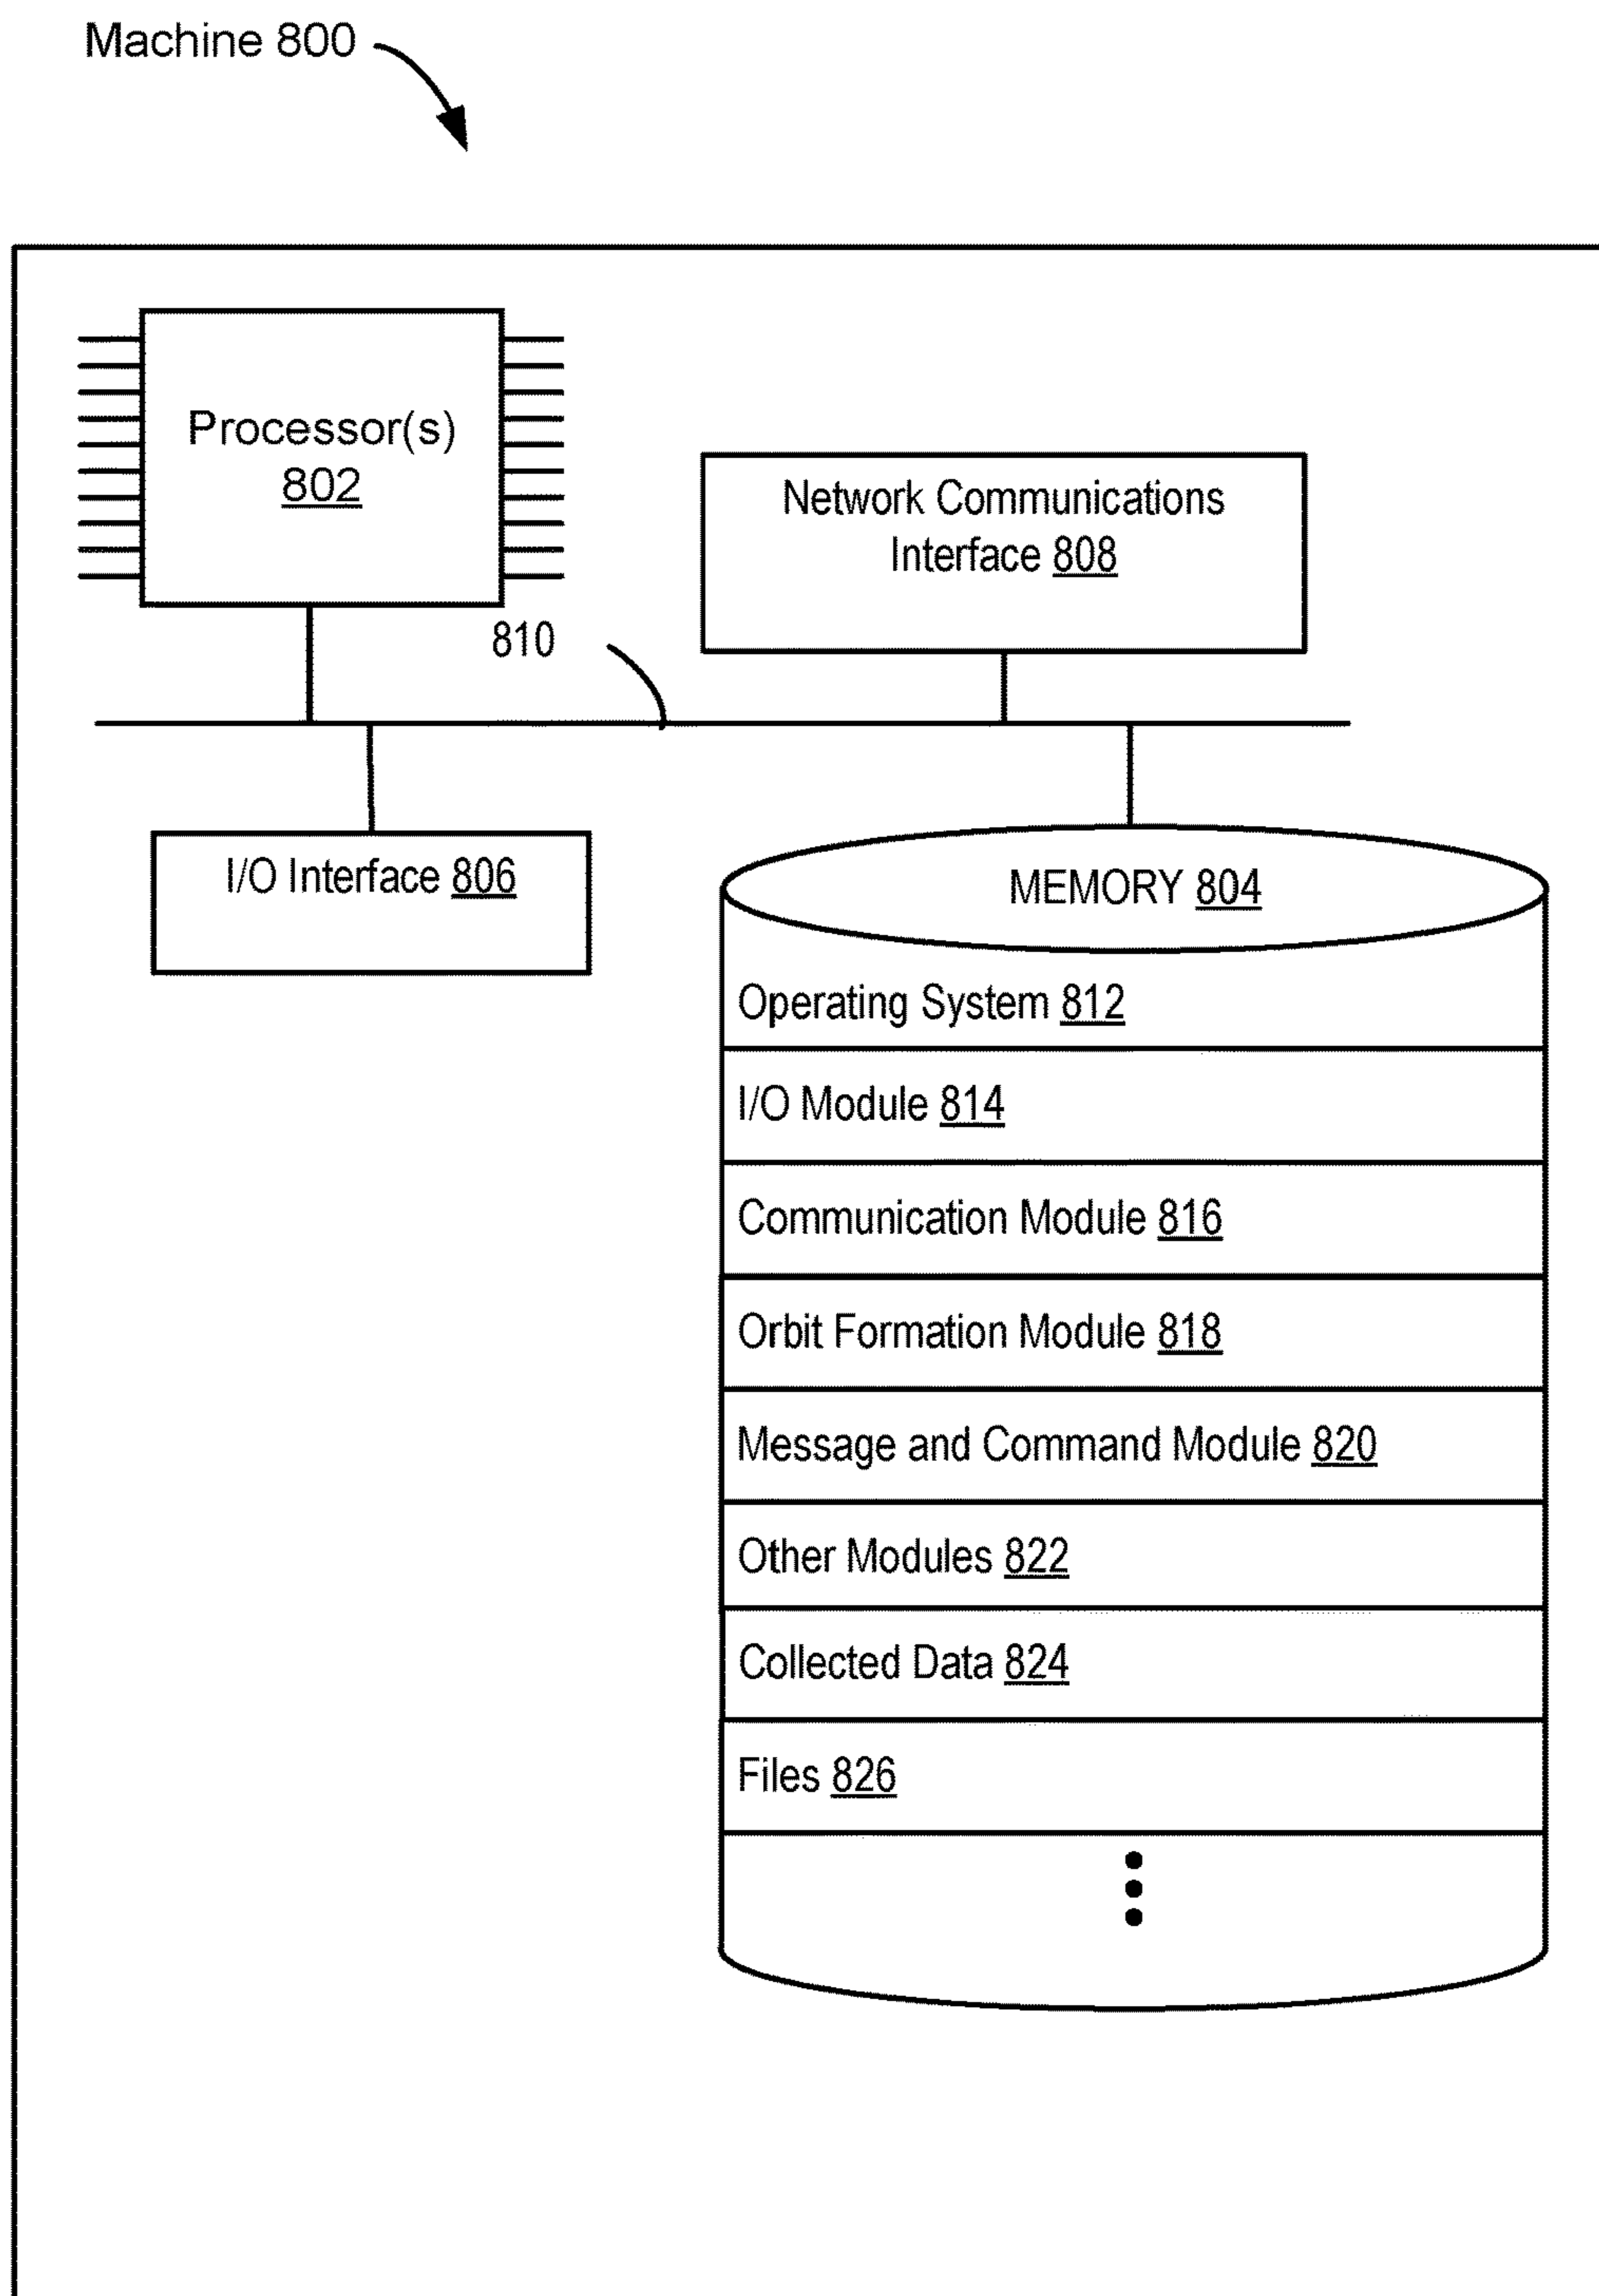 Machine 800
Processor(s)
802
Network Communications
Interface 808
810
I/O Interface 806
MEMORY 804
Operating System 812
I/O Module 814
Communication Module 816
Orbit Formation Module 818
Message and Command Module 820
Other Modules 822
Collected Data 824
Files 826